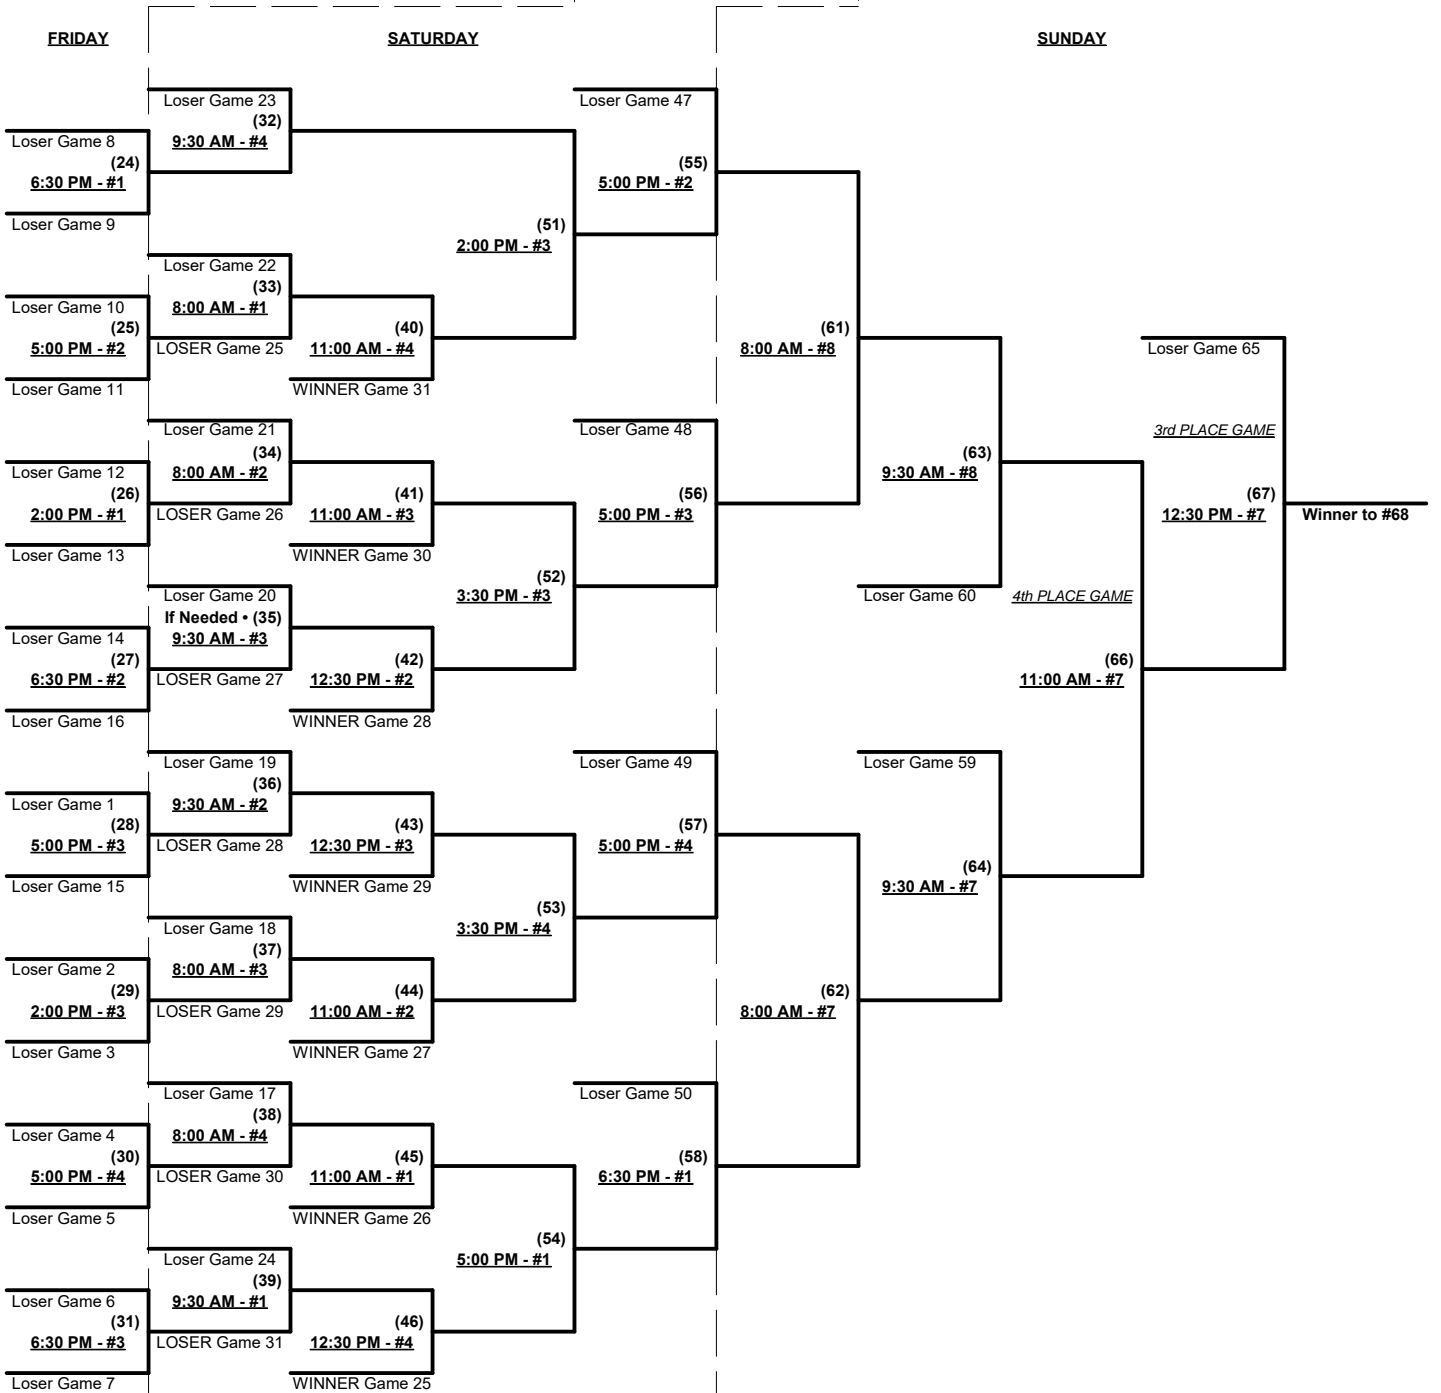 FRIDAY
SATURDAY
SUNDAY
Loser Game 23
(32)
9:30 AM - #4
Loser Game 8
(24)
6:30 PM - #1
Loser Game 9
Loser Game 22
(33)
8:00 AM - #1
Loser Game 10
(25)
5:00 PM - #2
LOSER Game 25
Loser Game 11
(40)
11:00 AM - #4
WINNER Game 31
(51)
2:00 PM - #3
Loser Game 47
(55)
5:00 PM - #2
Loser Game 21
(34)
8:00 AM - #2
Loser Game 12
(26)
2:00 PM - #1
LOSER Game 26
Loser Game 13
(41)
11:00 AM - #3
WINNER Game 30
Loser Game 20
If Needed • (35)
9:30 AM - #3
Loser Game 14
(27)
6:30 PM - #2
LOSER Game 27
Loser Game 16
(42)
12:30 PM - #2
WINNER Game 28
(52)
3:30 PM - #3
Loser Game 48
(56)
5:00 PM - #3
(61)
8:00 AM - #8
Loser Game 19
(36)
9:30 AM - #2
Loser Game 1
(28)
5:00 PM - #3
LOSER Game 28
Loser Game 15
(43)
12:30 PM - #3
WINNER Game 29
Loser Game 18
(37)
8:00 AM - #3
Loser Game 2
(29)
2:00 PM - #3
LOSER Game 29
Loser Game 3
(44)
11:00 AM - #2
WINNER Game 27
(53)
3:30 PM - #4
Loser Game 49
(57)
5:00 PM - #4
Loser Game 17
(38)
8:00 AM - #4
Loser Game 4
(30)
5:00 PM - #4
LOSER Game 30
Loser Game 5
(45)
11:00 AM - #1
WINNER Game 26
Loser Game 24
(39)
9:30 AM - #1
Loser Game 6
(31)
6:30 PM - #3
LOSER Game 31
Loser Game 7
(46)
12:30 PM - #4
WINNER Game 25
(54)
5:00 PM - #1
Loser Game 50
(58)
6:30 PM - #1
(62)
8:00 AM - #7
(63)
9:30 AM - #8
Loser Game 60
Loser Game 59
(64)
9:30 AM - #7
4th PLACE GAME
(66)
11:00 AM - #7
Loser Game 65
3rd PLACE GAME
(67)
12:30 PM - #7
Winner to #68